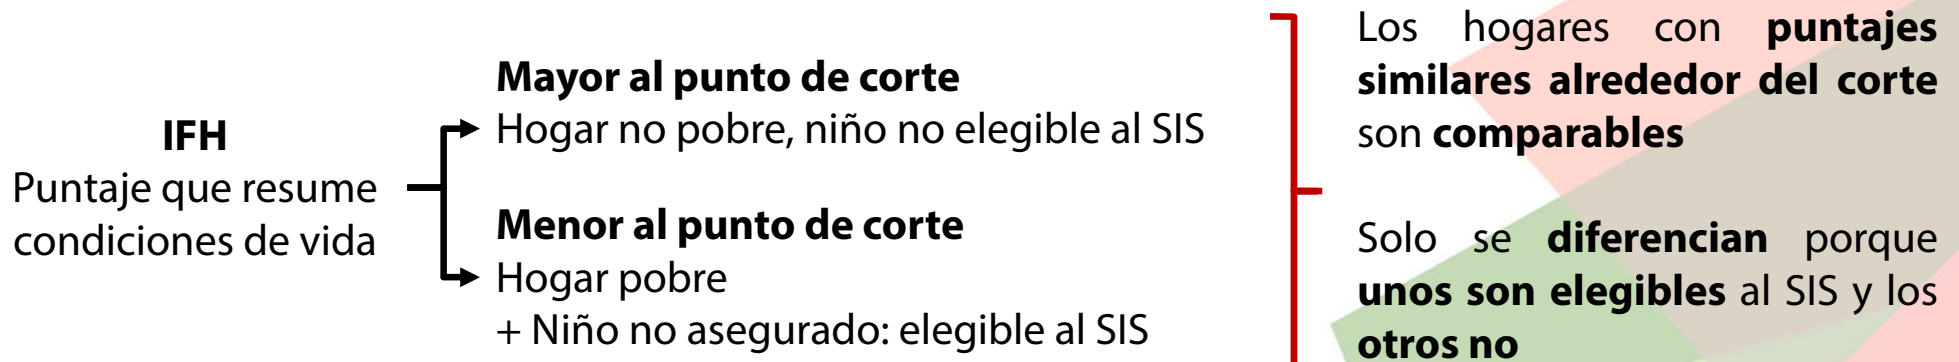 IFH
Puntaje que resume
condiciones de vida
Mayor al punto de corte
Hogar no pobre, niño no elegible al SIS
Menor al punto de corte
Hogar pobre
+ Niño no asegurado: elegible al SIS
Los hogares con puntajes
similares alrededor del corte
son comparables
Solo se diferencian porque
unos son elegibles al SIS y los
otros no